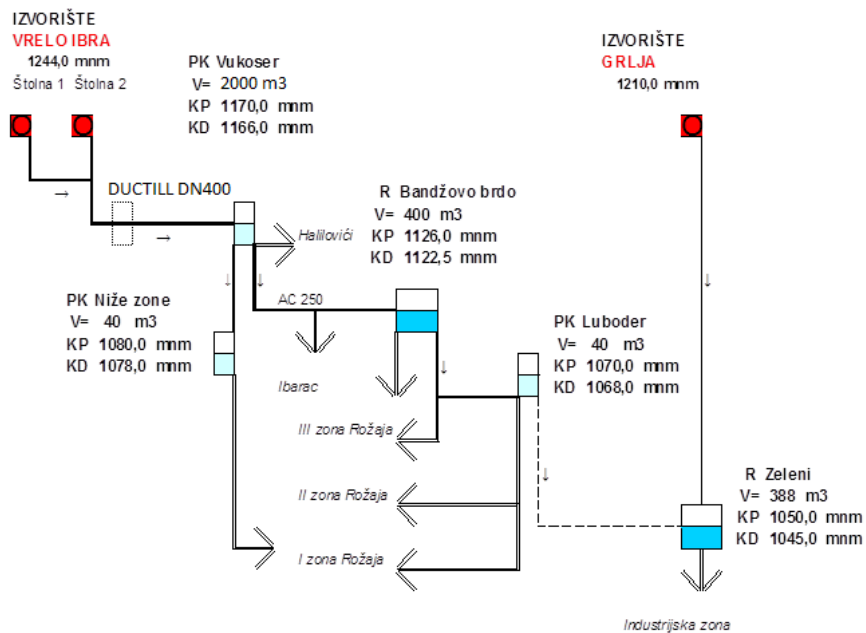 IZVORIŠTE
VRELO IBRA
1244,0 mnm
Štolna 1 Štolna 2
PK Vukoser
V= 2000 m3
KP 1170,0 mnm
KD 1166,0 mnm
IZVORIŠTE
GRLJA
1210,0 mnm
DUCTILL DN400
R Bandžovo brdo
V= 400 m3
KP 1126,0 mnm
KD 1122,5 mnm
Halilovići
PK Niže zone
V= 40 m3
KP 1080,0 mnm
KD 1078,0 mnm
AC 250
PK Luboder
V= 40 m3
KP 1070,0 mnm
KD 1068,0 mnm
Ibarac
III zona Rožaja
II zona Rožaja
I zona Rožaja
R Zeleni
V= 388 m3
KP 1050,0 mnm
KD 1045,0 mnm
Industrijska zona